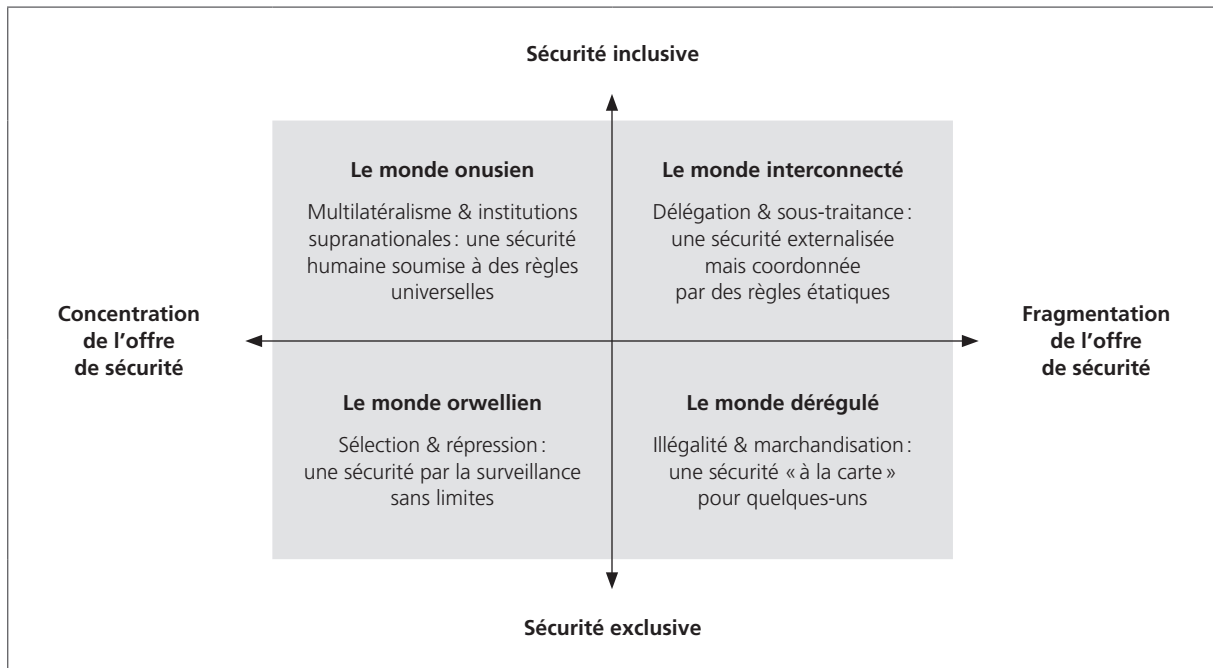 Sécurité inclusive
Le monde onusien
Multilatéralisme & institutions
supranationales : une sécurité
humaine soumise à des règles
universelles
Le monde interconnecté
Délégation & sous-traitance :
une sécurité externalisée
mais coordonnée
par des règles étatiques
Concentration
de l’offre
de sécurité
Fragmentation
de l’offre
de sécurité
Le monde orwellien
Sélection & répression :
une sécurité par la surveillance
sans limites
Le monde dérégulé
Illégalité & marchandisation :
une sécurité « à la carte »
pour quelques-uns
Sécurité exclusive